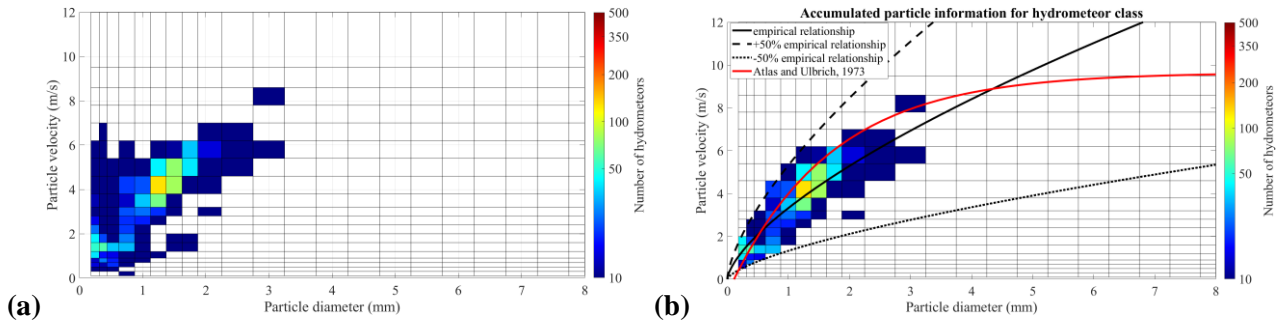 12
10
8
6
4
2
0
Particle velocity (m/s)
0 1 2 3 4 5 6 7 8
Particle diameter (mm)
500
350
200
100
50
10
Number of hydrometeors
(a)
Accumulated particle information for hydrometeor class
empirical relationship
+50% empirical relationship
-50% empirical relationship
Atlas and Ulbrich, 1973
12
10
8
6
4
2
0
Particle velocity (m/s)
0 1 2 3 4 5 6 7 8
Particle diameter (mm)
500
350
200
100
50
10
Number of hydrometeors
(b)